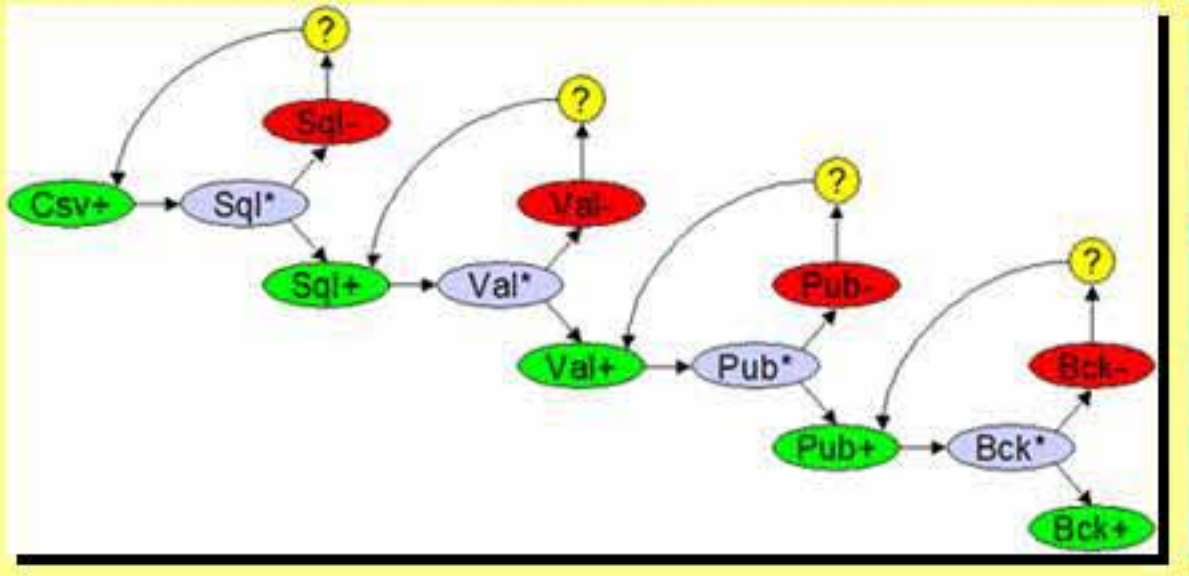 ?
Sql-
?
Csv+
Sql*
Val-
?
Sql+
Val*
Pub-
?
Val+
Pub*
Bck-
Pub+
Bck*
Bck+